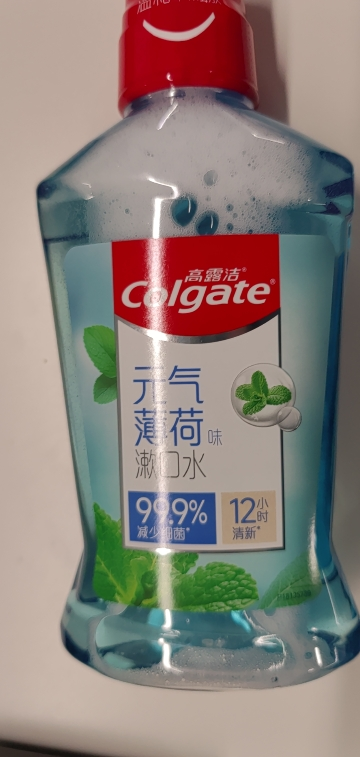 高露洁®
Colgate®
元气
薄荷味
漱口水
99.9%
减少细菌*
12小时
清新*